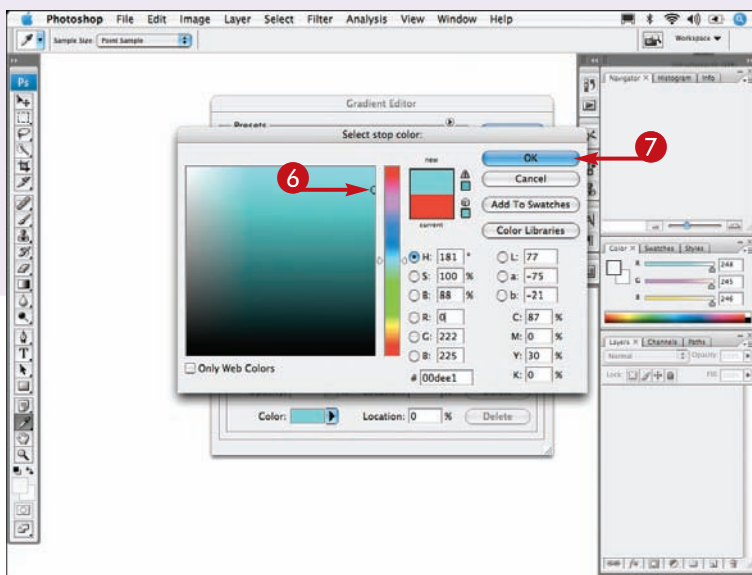 Photoshop File Edit Image Layer Select Filter Analysis View Window Help
Sample Size: Point Sample
Workspace
Ps
Navigator × Histogram Info
Gradient Editor
Presets
Select stop color:
6
7
new
current
OK
Cancel
Add To Swatches
Color Libraries
H: 181 °
S: 100 %
B: 88 %
R: 0
G: 222
B: 225
# 00dee1
L: 77
a: -75
b: -21
C: 87 %
M: 0 %
Y: 30 %
K: 0 %
Only Web Colors
Color: Location: 0 % Delete
Color × Swatches Styles
R 244
G 245
B 246
Layers × Channels Paths
Normal Opacity:
Lock: Fill:
T
fx